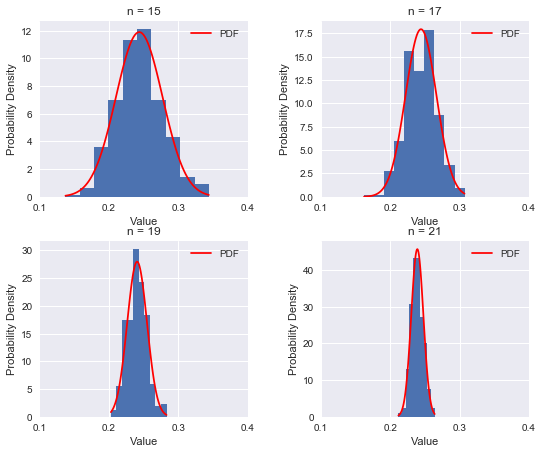 n = 15
PDF
Probability Density
12
10
8
6
4
2
0
0.1
0.2
0.3
0.4
Value
n = 17
PDF
Probability Density
17.5
15.0
12.5
10.0
7.5
5.0
2.5
0.0
0.1
0.2
0.3
0.4
Value
n = 19
PDF
Probability Density
30
25
20
15
10
5
0
0.1
0.2
0.3
0.4
Value
n = 21
PDF
Probability Density
40
30
20
10
0
0.1
0.2
0.3
0.4
Value